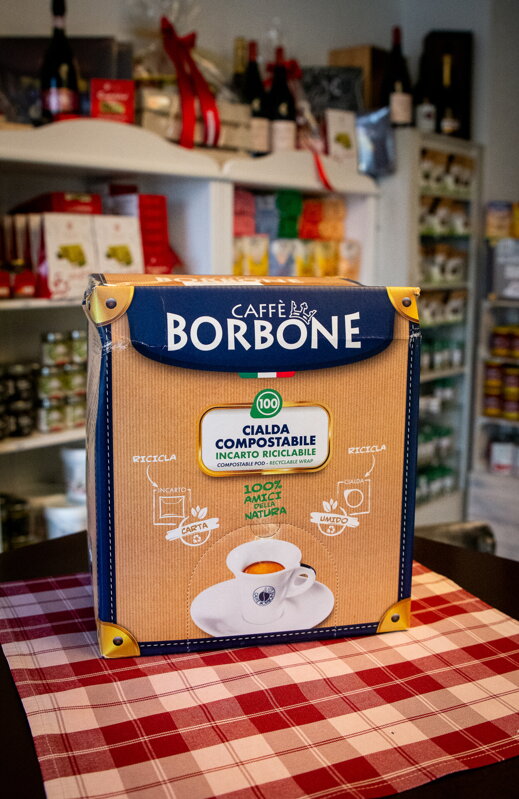 CAFFÈ
BORBONE
100
CIALDA
COMPOSTABILE
INCARTO RICICLABILE
COMPOSTABLE POD - RECYCLABLE WRAP
RICICLA
INCARTO
CARTA
100%
AMICI
DELLA
NATURA
RICICLA
CIALDA
UMIDO